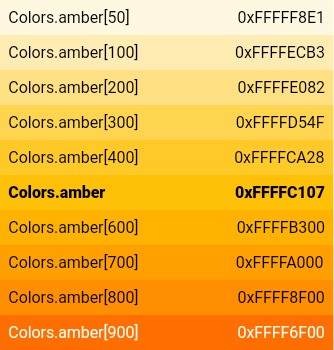 Colors.amber[50] 0xFFFFF8E1
Colors.amber[100] 0xFFFFECB3
Colors.amber[200] 0xFFFFE082
Colors.amber[300] 0xFFFFD54F
Colors.amber[400] 0xFFFFCA28
Colors.amber 0xFFFFC107
Colors.amber[600] 0xFFFFB300
Colors.amber[700] 0xFFFFA000
Colors.amber[800] 0xFFFF8F00
Colors.amber[900] 0xFFFF6F00